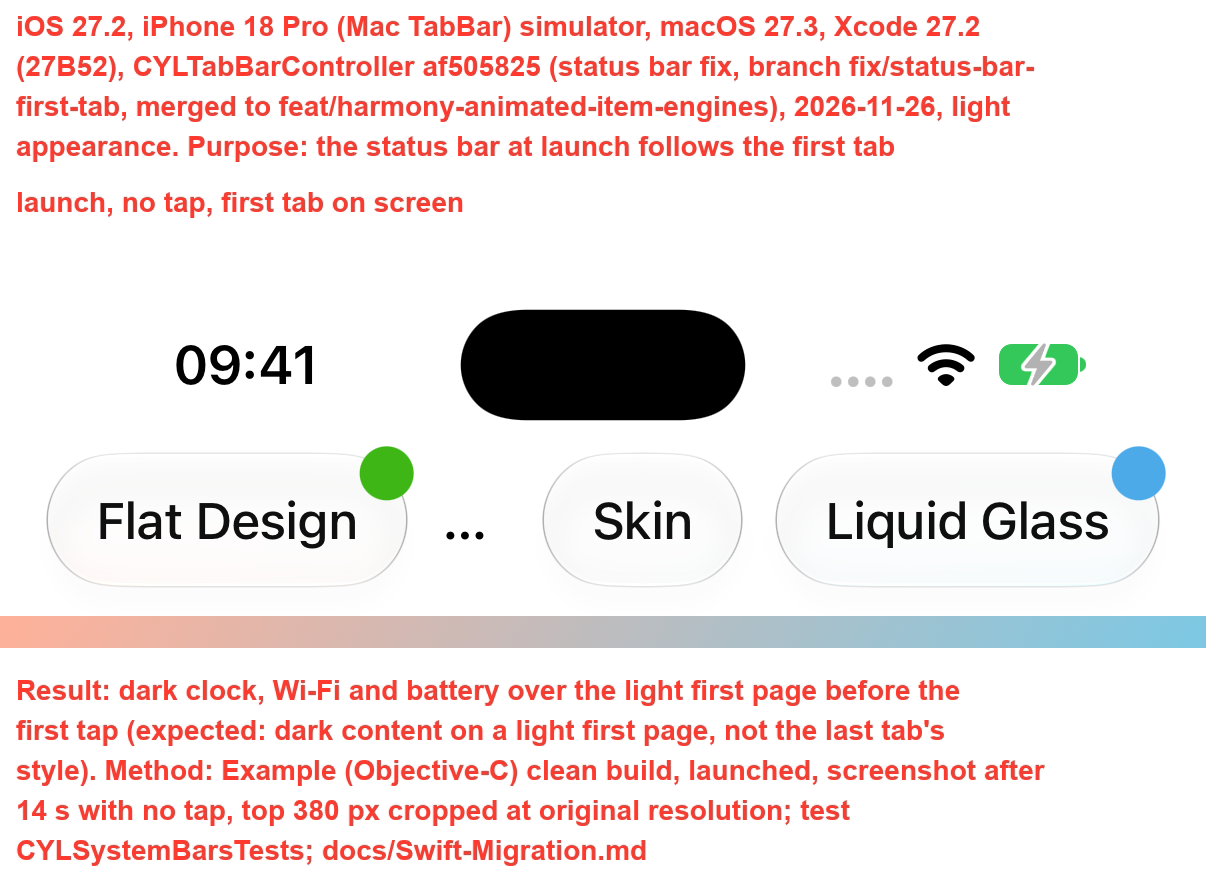 iOS 27.2, iPhone 18 Pro (Mac TabBar) simulator, macOS 27.3, Xcode 27.2
(27B52), CYLTabBarController af505825 (status bar fix, branch fix/status-bar-
first-tab, merged to feat/harmony-animated-item-engines), 2026-11-26, light
appearance. Purpose: the status bar at launch follows the first tab
launch, no tap, first tab on screen
09:41
Flat Design ... Skin Liquid Glass
Result: dark clock, Wi-Fi and battery over the light first page before the
first tap (expected: dark content on a light first page, not the last tab's
style). Method: Example (Objective-C) clean build, launched, screenshot after
14 s with no tap, top 380 px cropped at original resolution; test
CYLSystemBarsTests; docs/Swift-Migration.md